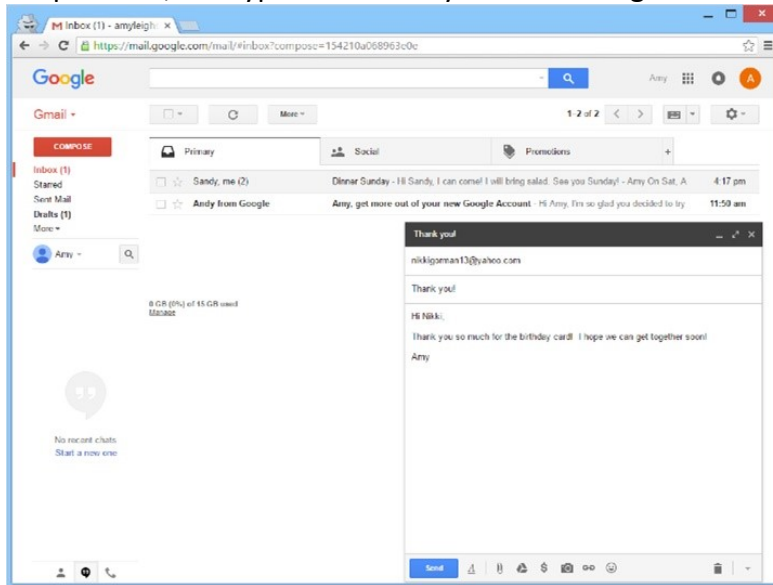 M Inbox (1) - amyleigh
https://mail.google.com/mail/#inbox?compose=154210a068963e0e
Google
Amy
A
Gmail
More
1-2 of 2
COMPOSE
Primary
Social
Promotions
+
Inbox (1)
Starred
Sent Mail
Drafts (1)
More
Sandy, me (2) Dinner Sunday - Hi Sandy, I can come! I will bring salad. See you Sunday! - Amy On Sat, A 4:17 pm
Andy from Google Amy, get more out of your new Google Account - Hi Amy, I'm so glad you decided to try 11:50 am
Amy
0 GB (0%) of 15 GB used
Manage
Thank you!
nikkigorman13@yahoo.com
Thank you!
Hi Nikki,
Thank you so much for the birthday card! I hope we can get together soon!
Amy
No recent chats
Start a new one
Send